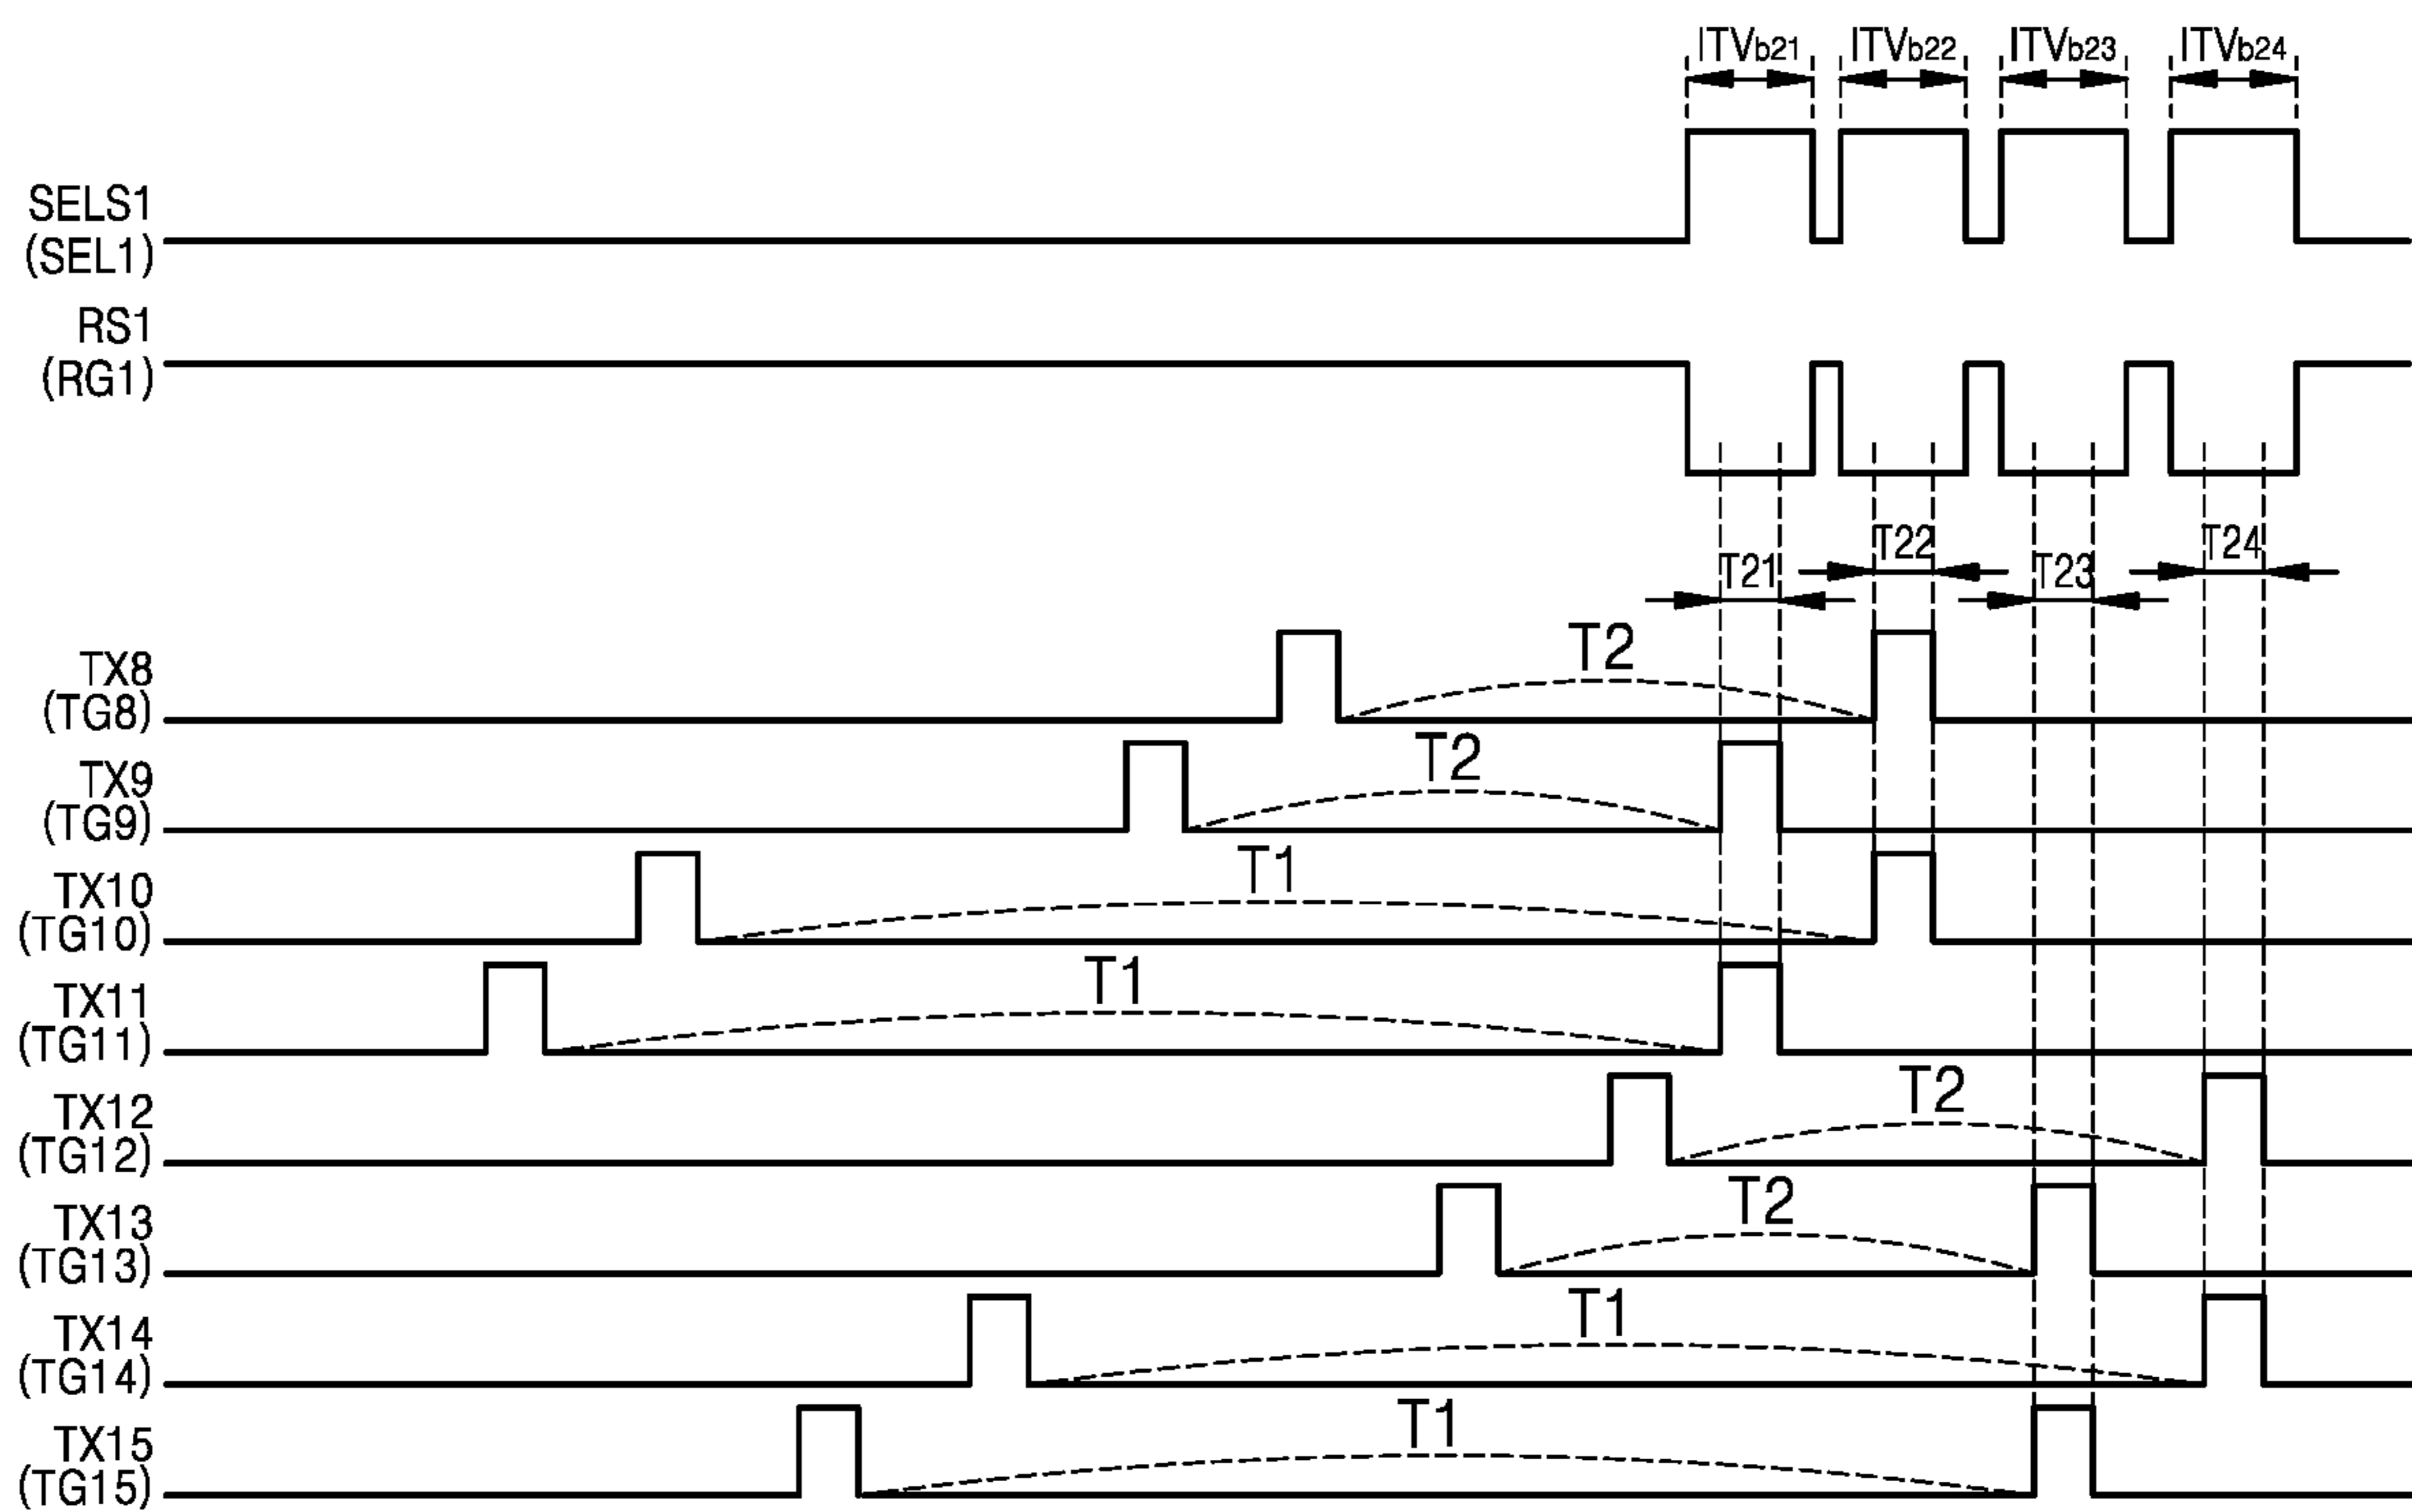 ITVb21 ITVb22 ITVb23 ITVb24
SELS1
(SEL1)
RS1
(RG1)
T22 T24
T21 T23
TX8
(TG8)
T2
TX9
(TG9)
T2
TX10
(TG10)
T1
TX11
(TG11)
T1
TX12
(TG12)
T2
TX13
(TG13)
T2
TX14
(TG14)
T1
TX15
(TG15)
T1